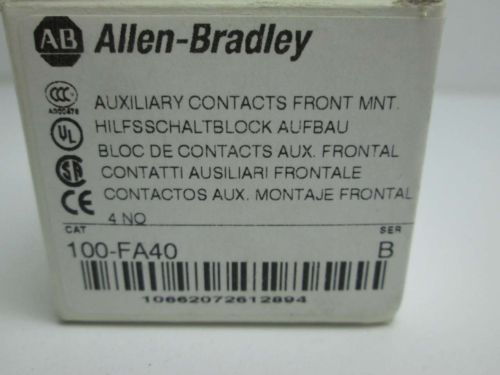 AB Allen-Bradley
AUXILIARY CONTACTS FRONT MNT.
HILFSSCHALTBLOCK AUFBAU
BLOC DE CONTACTS AUX. FRONTAL
CONTATTI AUSILIARI FRONTALE
CONTACTOS AUX. MONTAJE FRONTAL
4 NO
CAT SER
100-FA40 B
10662072612894